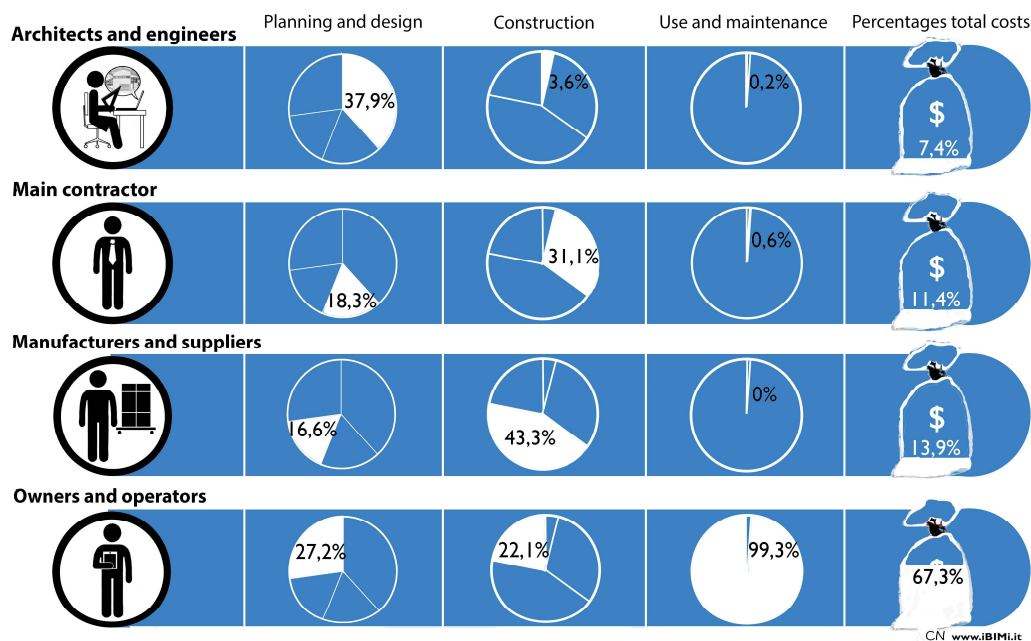 Planning and design
Construction
Use and maintenance
Percentages total costs
Architects and engineers
37,9%
3,6%
0,2%
$
7,4%
Main contractor
18,3%
31,1%
0,6%
$
11,4%
Manufacturers and suppliers
16,6%
43,3%
0%
$
13,9%
Owners and operators
27,2%
22,1%
99,3%
67,3%
CN www.iBIMi.it